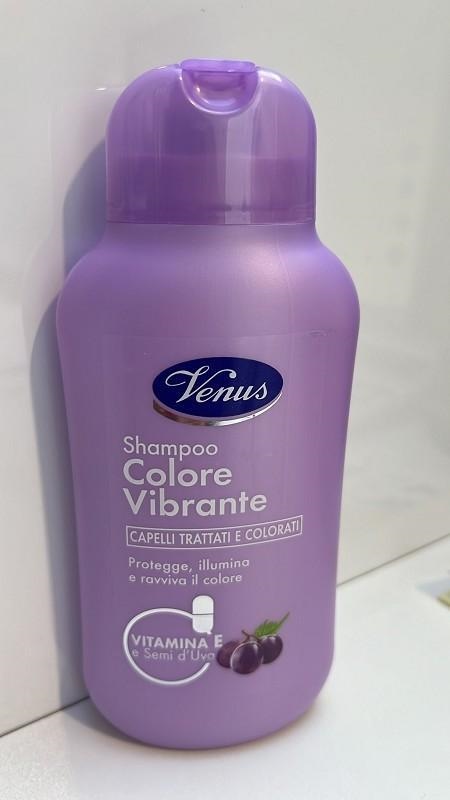 Venus
Shampoo
Colore
Vibrante
CAPELLI TRATTATI E COLORATI
Protegge, illumina
e ravviva il colore
VITAMINA E
e Semi d'Uva